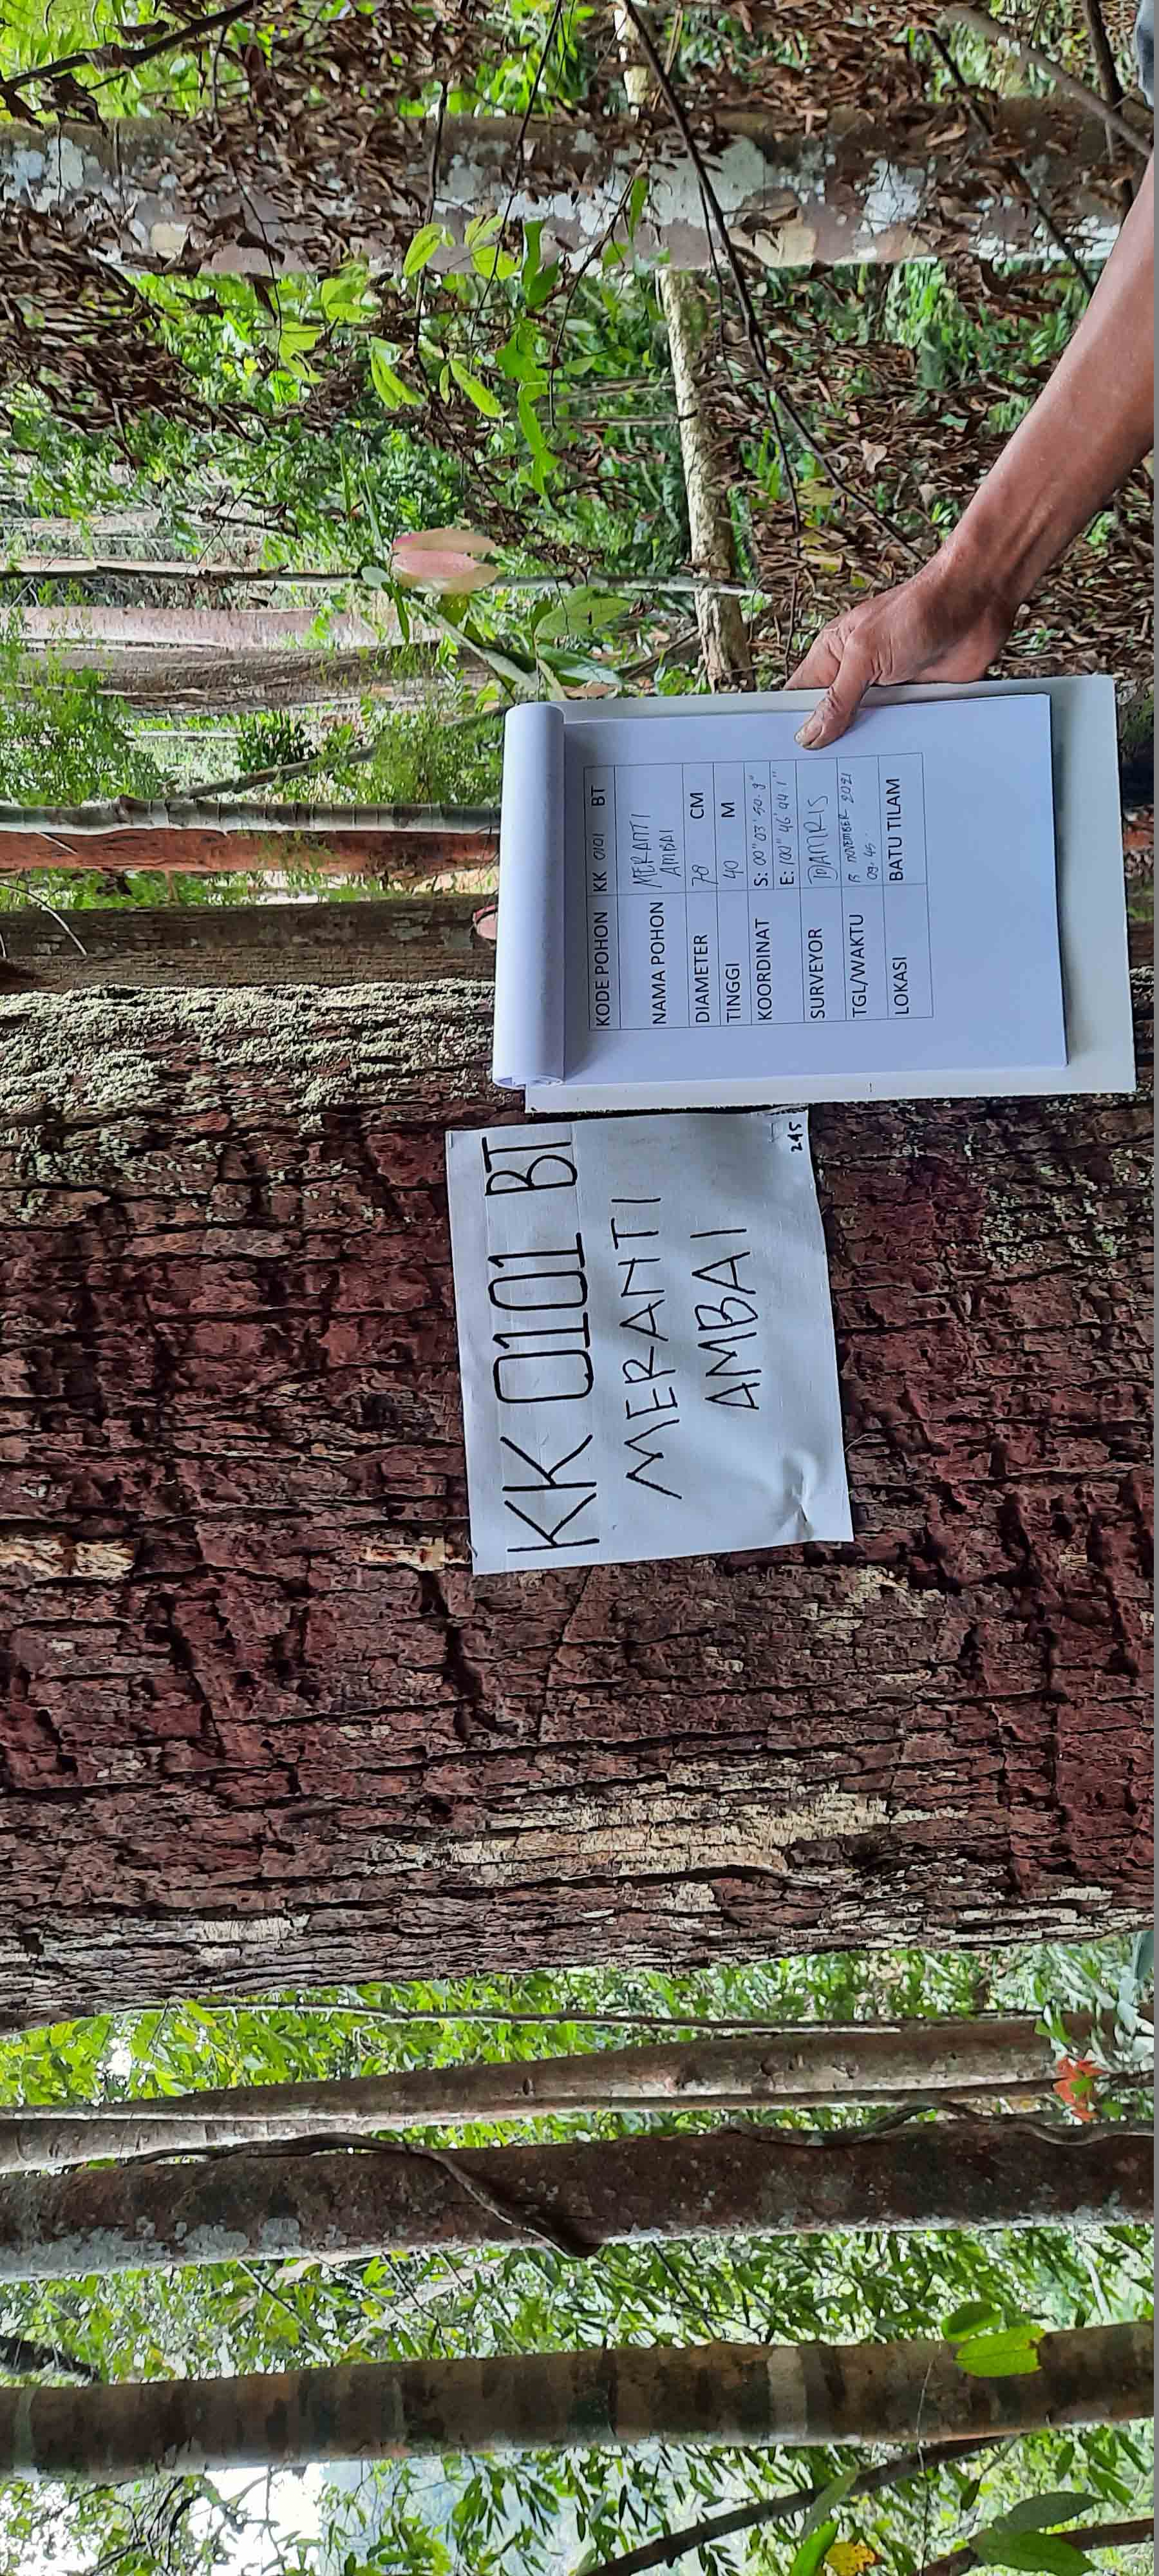 KODE POHON KK 0101 BT
NAMA POHON MERANTI
AMBAI
DIAMETER 78 CM
TINGGI 40 M
KOORDINAT S: 00° 03' 50.9"
E: 100° 46' 44.1"
SURVEYOR DAMRIS
TGL/WAKTU NOVEMBER 2021
09.45
LOKASI BATU TILAM
KK 0101 BT
MERANTI
AMBAI
245